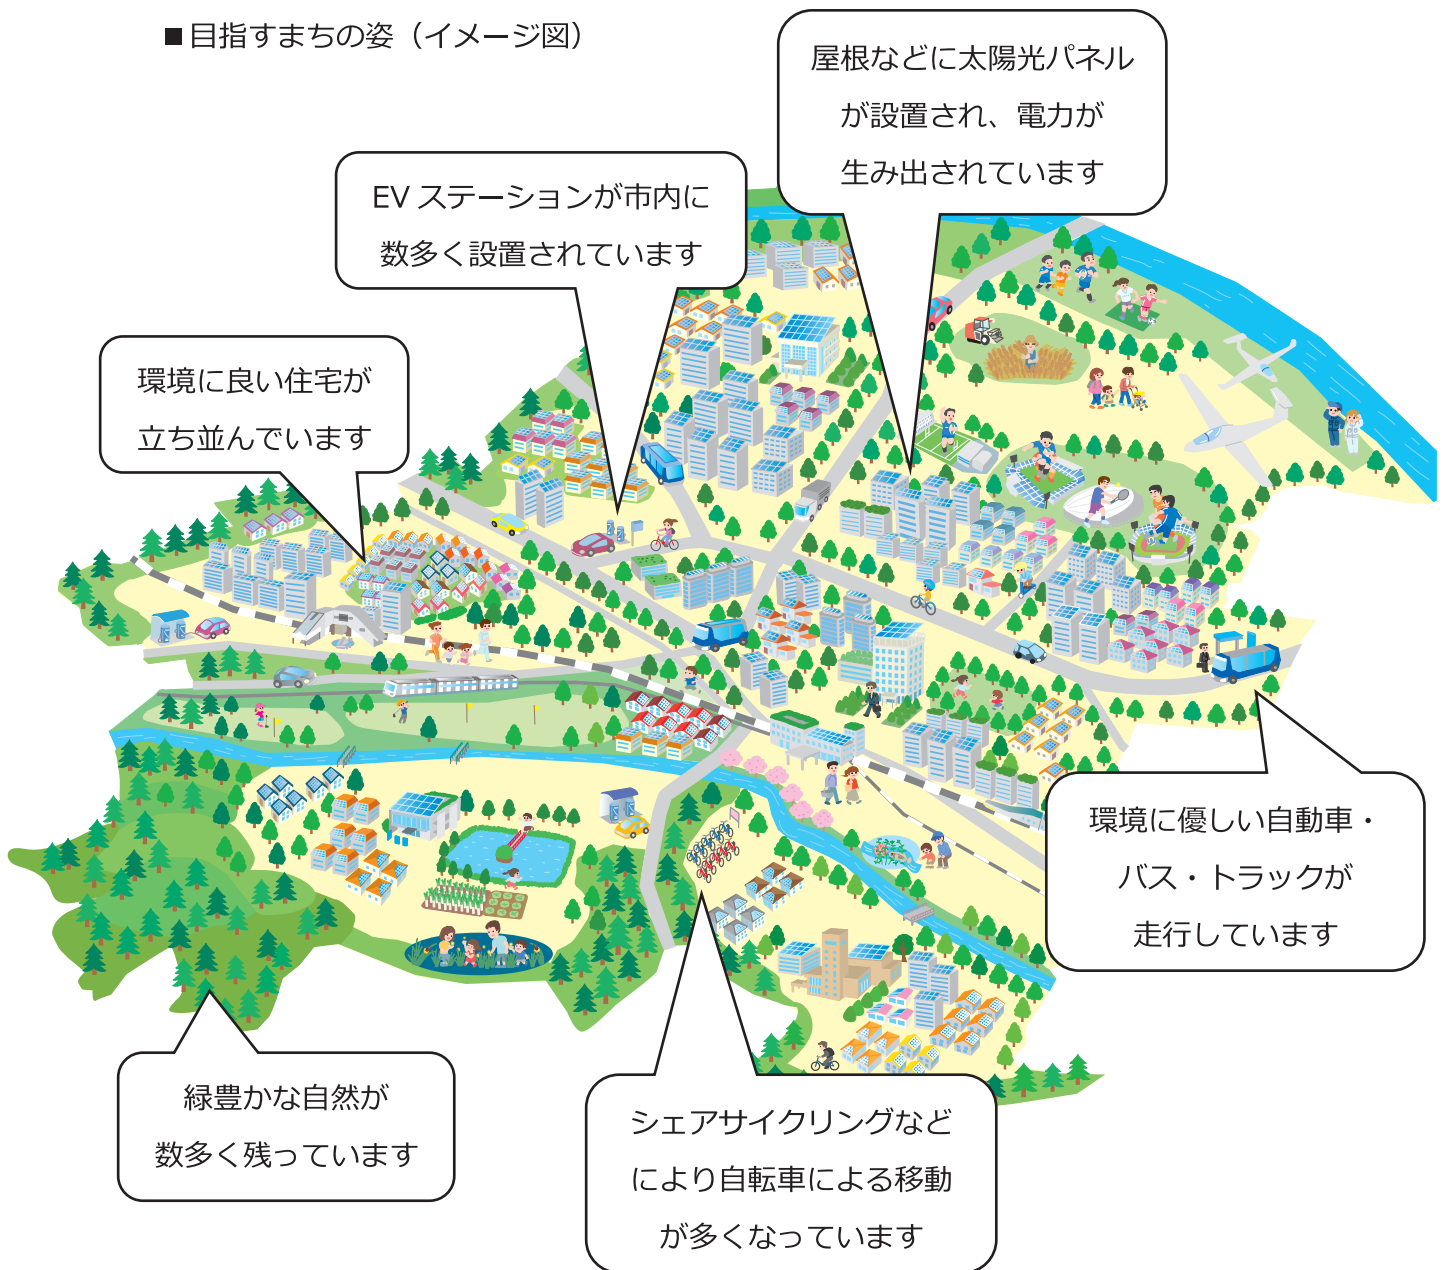 ■目指すまちの姿（イメージ図）
屋根などに太陽光パネル
が設置され、電力が
生み出されています
EV ステーションが市内に
数多く設置されています
環境に良い住宅が
立ち並んでいます
環境に優しい自動車・
バス・トラックが
走行しています
緑豊かな自然が
数多く残っています
シェアサイクリングなど
により自転車による移動
が多くなっています